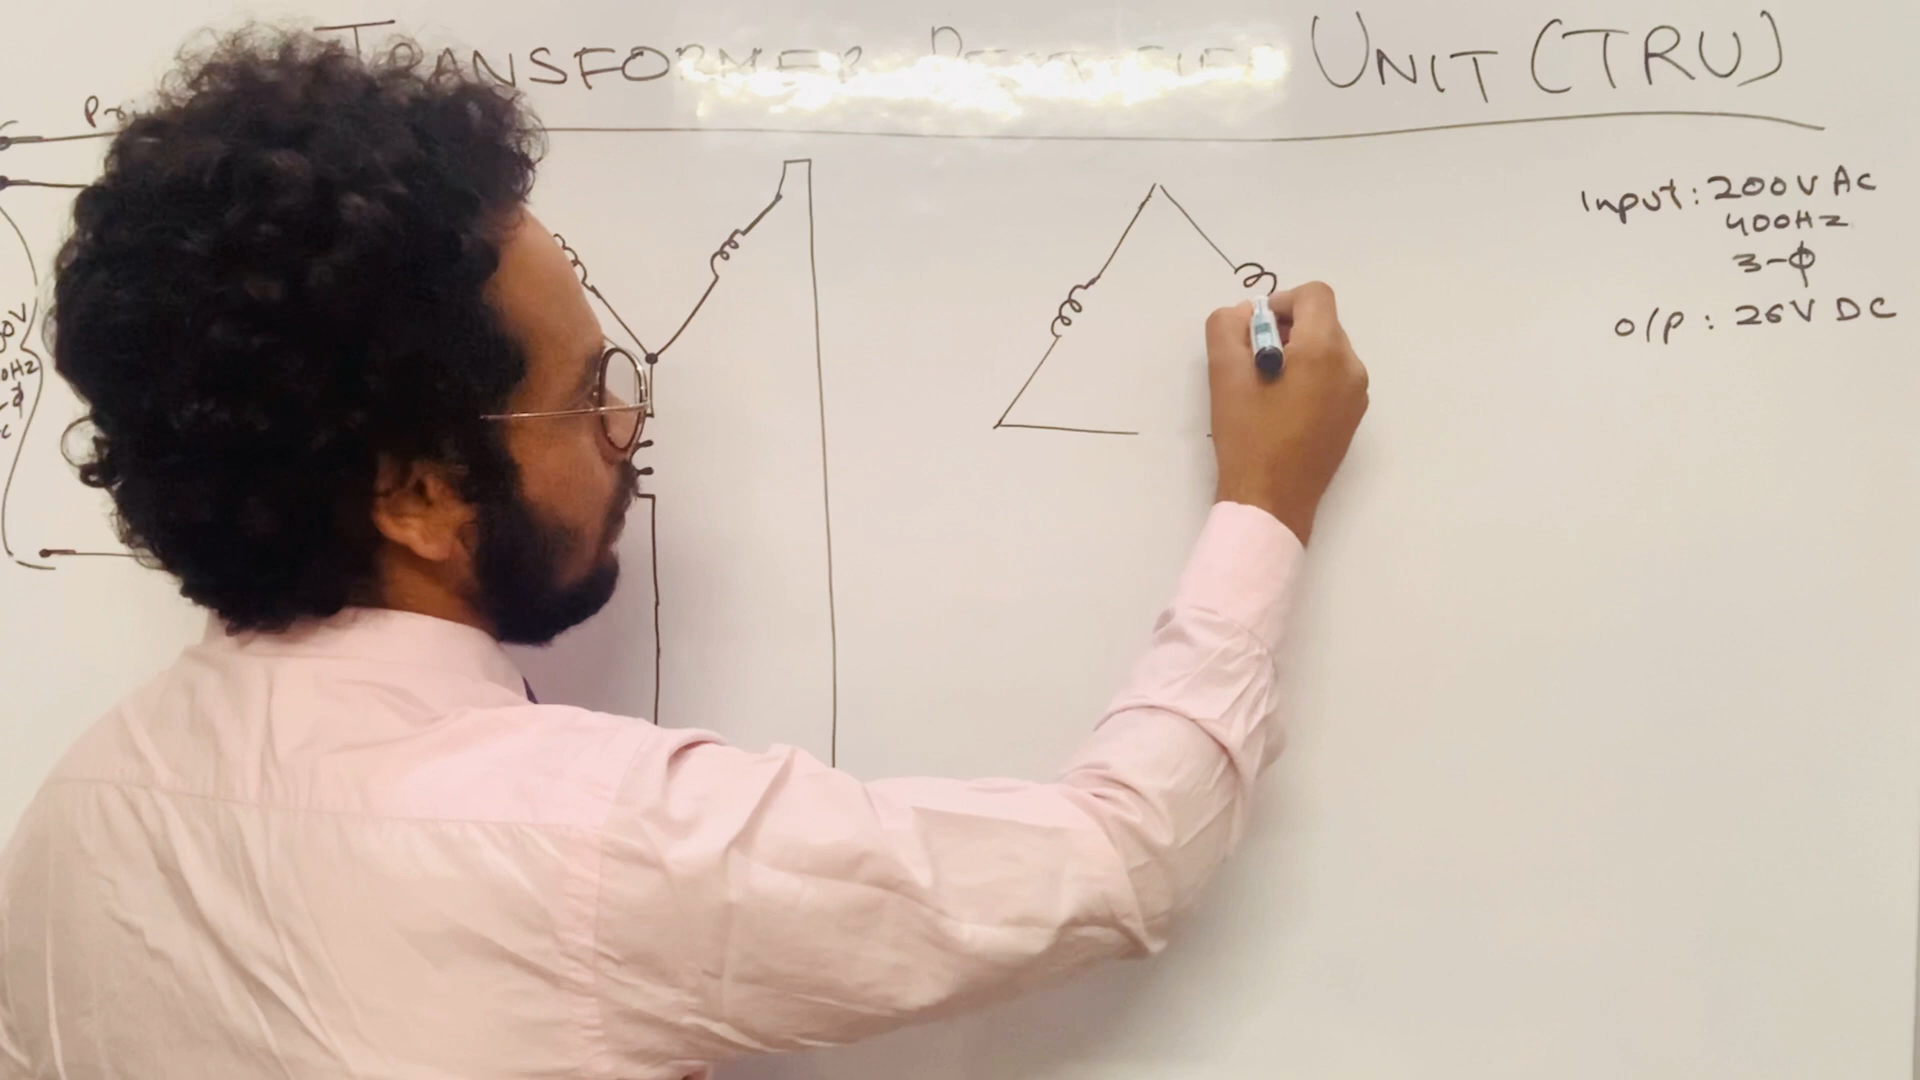 TRANSFORMER RECTIFIER UNIT (TRU)
Input: 200V AC
400HZ
3-ϕ
O/P: 26V DC